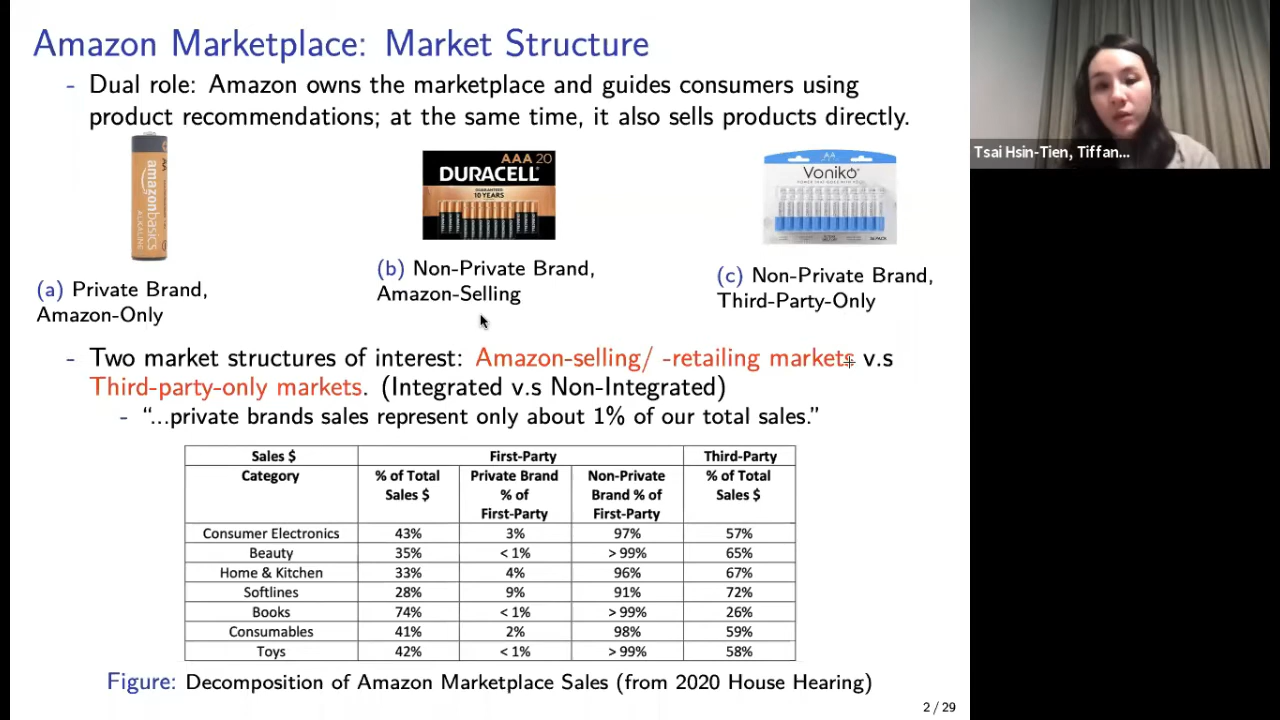 Amazon Marketplace: Market Structure
- Dual role: Amazon owns the marketplace and guides consumers using
product recommendations; at the same time, it also sells products directly.
AA
amazonbasics
ALKALINE
AAA 20
DURACELL
GUARANTEED
10 YEARS
AA
Voniko
(a) Private Brand,
Amazon-Only
(b) Non-Private Brand,
Amazon-Selling
(c) Non-Private Brand,
Third-Party-Only
- Two market structures of interest: Amazon-selling/ -retailing markets v.s
Third-party-only markets. (Integrated v.s Non-Integrated)
- “...private brands sales represent only about 1% of our total sales.”
Sales $ First-Party Third-Party
Category % of Total Sales $ Private Brand % of First-Party Non-Private Brand % of First-Party % of Total Sales $
Consumer Electronics 43% 3% 97% 57%
Beauty 35% < 1% > 99% 65%
Home & Kitchen 33% 4% 96% 67%
Softlines 28% 9% 91% 72%
Books 74% < 1% > 99% 26%
Consumables 41% 2% 98% 59%
Toys 42% < 1% > 99% 58%
Figure: Decomposition of Amazon Marketplace Sales (from 2020 House Hearing)
2 / 29
Tsai Hsin-Tien, Tiffan...